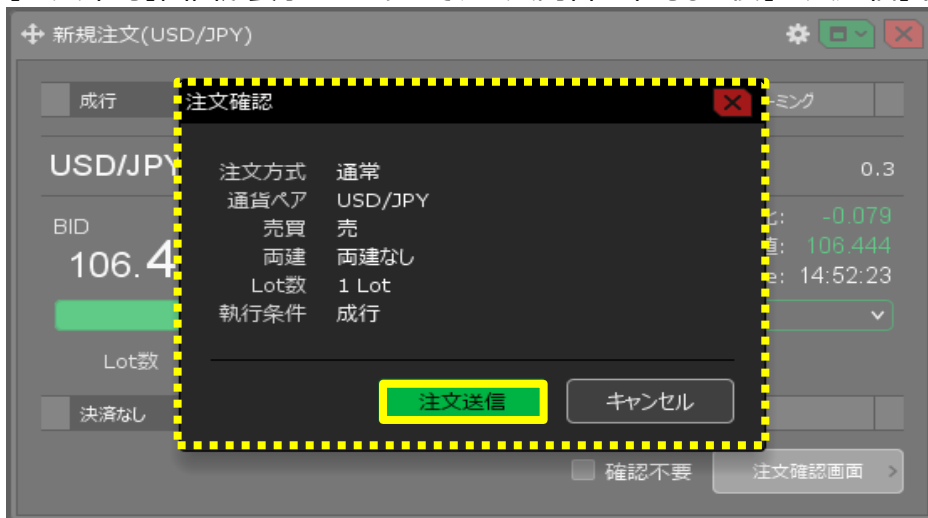 新規注文(USD/JPY)
成行
注文確認
ーミング
USD/JPY
0.3
注文方式 通常
通貨ペア USD/JPY
売買 売
両建 両建なし
Lot数 1 Lot
執行条件 成行
BID
106.4
-0.079
106.444
14:52:23
Lot数
注文送信 キャンセル
決済なし
確認不要 注文確認画面